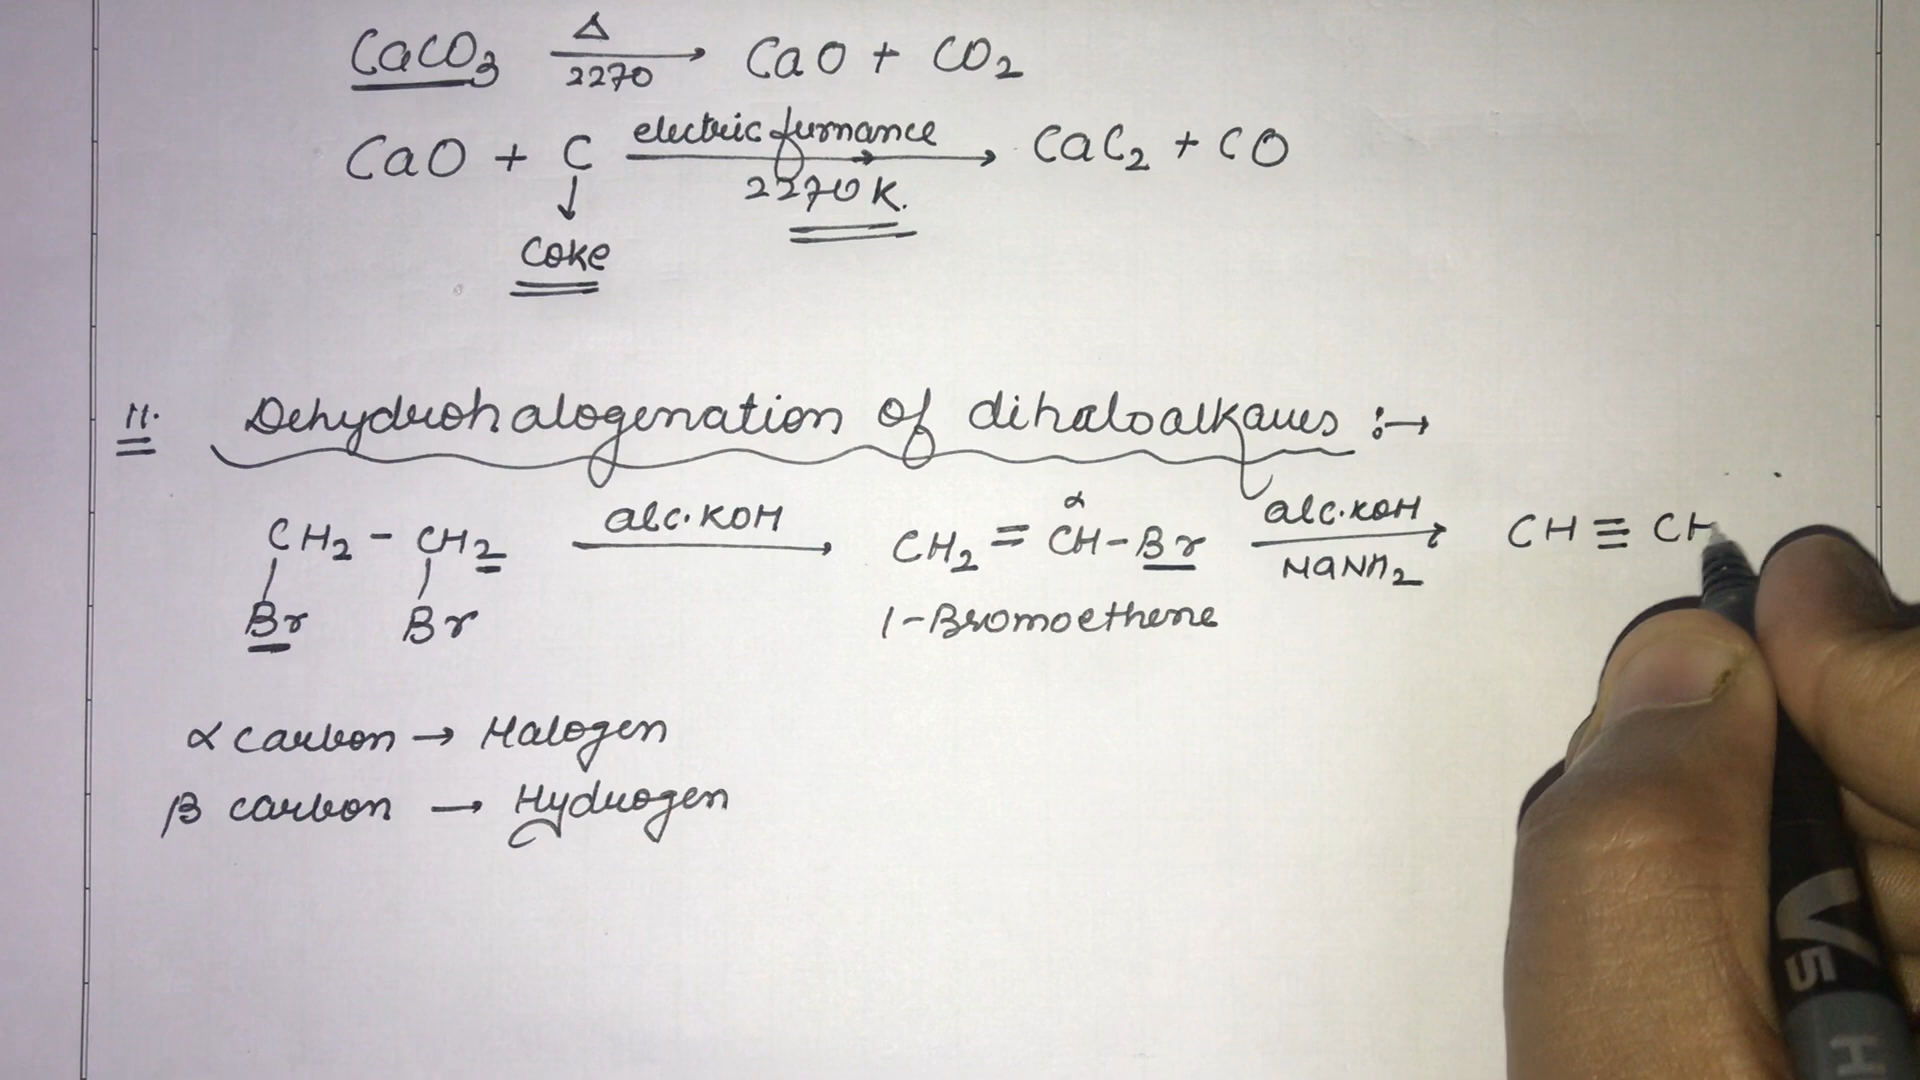 CaCO3 Δ 2270 → CaO + CO2
CaO + C electric furnance 2270 K. → CaC2 + CO
↓
Coke
II. Dehydrohalogenation of dihaloalkanes :→
CH2 - CH2 alc.KOH → CH2 = CH-Br alc.KOH NaNH2 → CH ≡ CH
α
Br Br 1-Bromoethene
α carbon → Halogen
β carbon → Hydrogen
V5
H